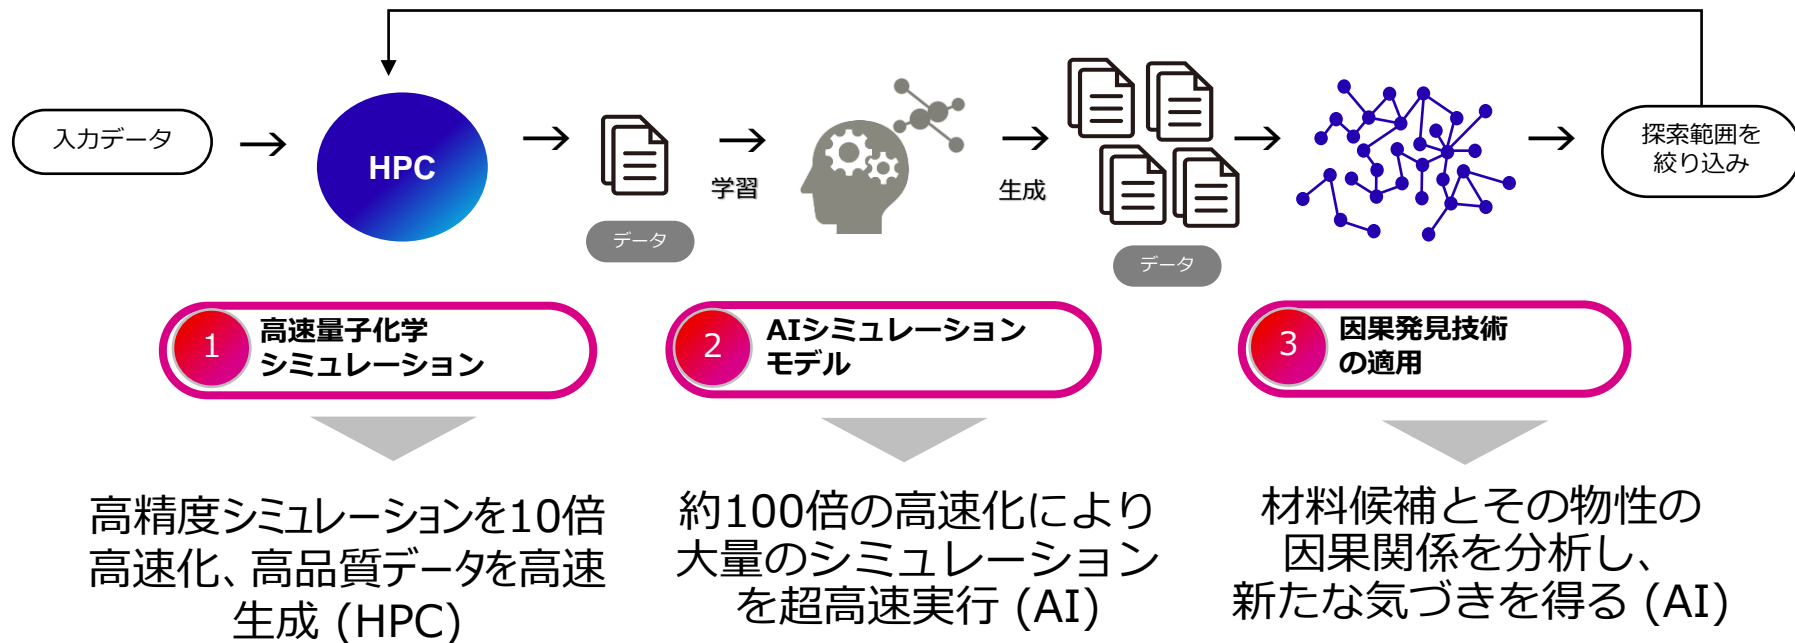 入力データ
HPC
データ
学習
生成
データ
探索範囲を
絞り込み
1
高速量子化学
シミュレーション
2
AIシミュレーション
モデル
3
因果発見技術
の適用
高精度シミュレーションを10倍
高速化、高品質データを高速
生成 (HPC)
約100倍の高速化により
大量のシミュレーション
を超高速実行 (AI)
材料候補とその物性の
因果関係を分析し、
新たな気づきを得る (AI)